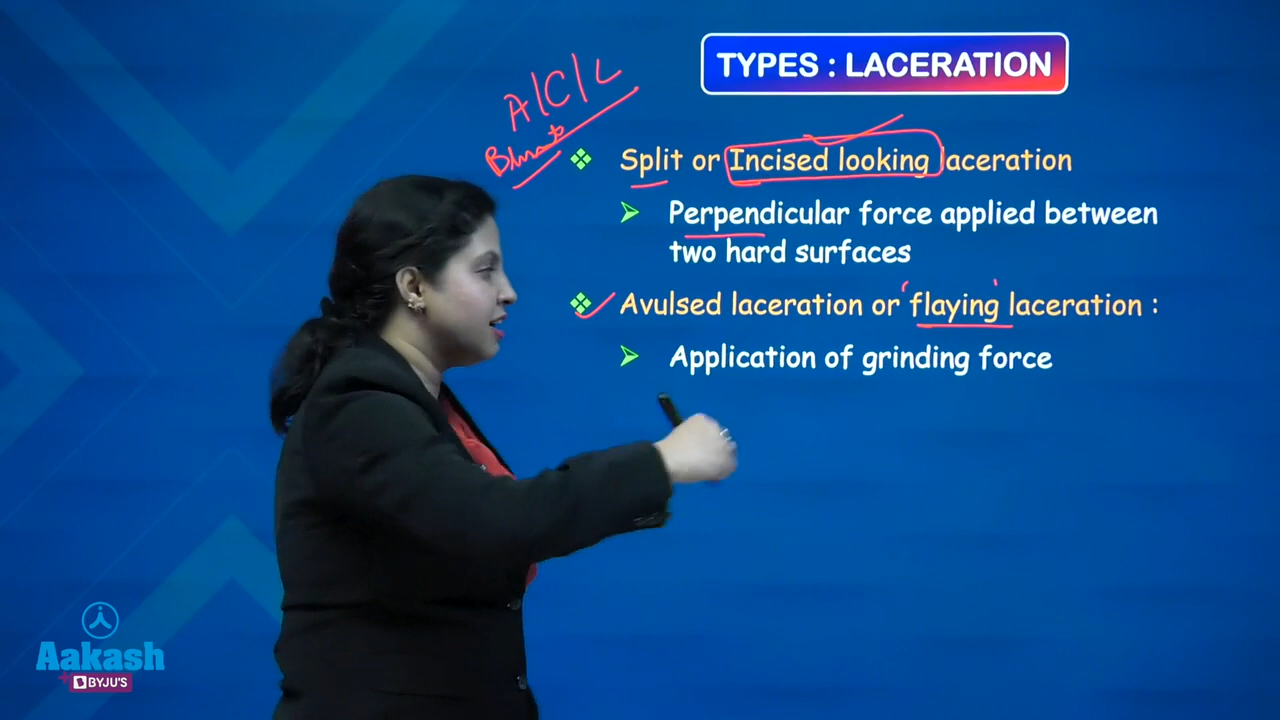 TYPES : LACERATION
A/C/L
Blunt
Split or Incised looking laceration
Perpendicular force applied between
two hard surfaces
Avulsed laceration or 'flaying' laceration :
Application of grinding force
Aakash
+ BYJU'S